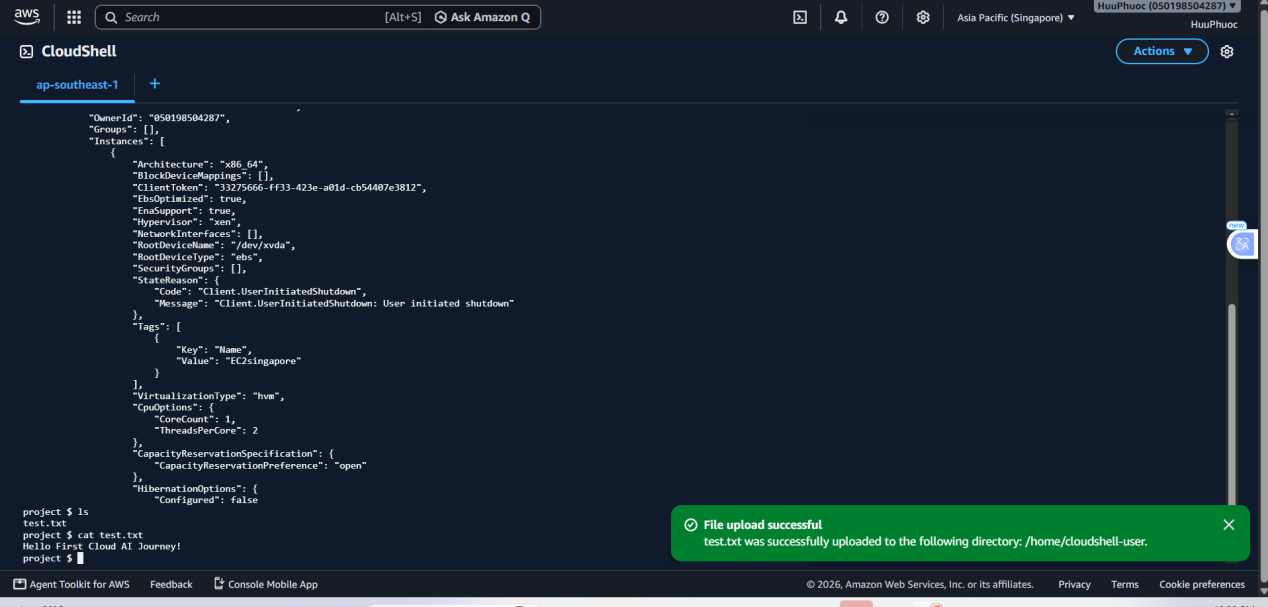 aws
Search
[Alt+S]
Ask Amazon Q
Asia Pacific (Singapore) ▼
HuuPhuoc (050198504287) ▼
HuuPhuoc
CloudShell
Actions ▼
ap-southeast-1
+
"OwnerId": "050198504287",
"Groups": [],
"Instances": [
{
"Architecture": "x86_64",
"BlockDeviceMappings": [],
"ClientToken": "33275666-ff33-423e-a01d-cb54407e3812",
"EbsOptimized": true,
"EnaSupport": true,
"Hypervisor": "xen",
"NetworkInterfaces": [],
"RootDeviceName": "/dev/xvda",
"RootDeviceType": "ebs",
"SecurityGroups": [],
"StateReason": {
"Code": "Client.UserInitiatedShutdown",
"Message": "Client.UserInitiatedShutdown: User initiated shutdown"
},
"Tags": [
{
"Key": "Name",
"Value": "EC2singapore"
}
],
"VirtualizationType": "hvm",
"CpuOptions": {
"CoreCount": 1,
"ThreadsPerCore": 2
},
"CapacityReservationSpecification": {
"CapacityReservationPreference": "open"
},
"HibernationOptions": {
"Configured": false
project $ ls
test.txt
project $ cat test.txt
Hello First Cloud AI Journey!
project $
new
File upload successful
test.txt was successfully uploaded to the following directory: /home/cloudshell-user.
Agent Toolkit for AWS
Feedback
Console Mobile App
© 2026, Amazon Web Services, Inc. or its affiliates.
Privacy
Terms
Cookie preferences